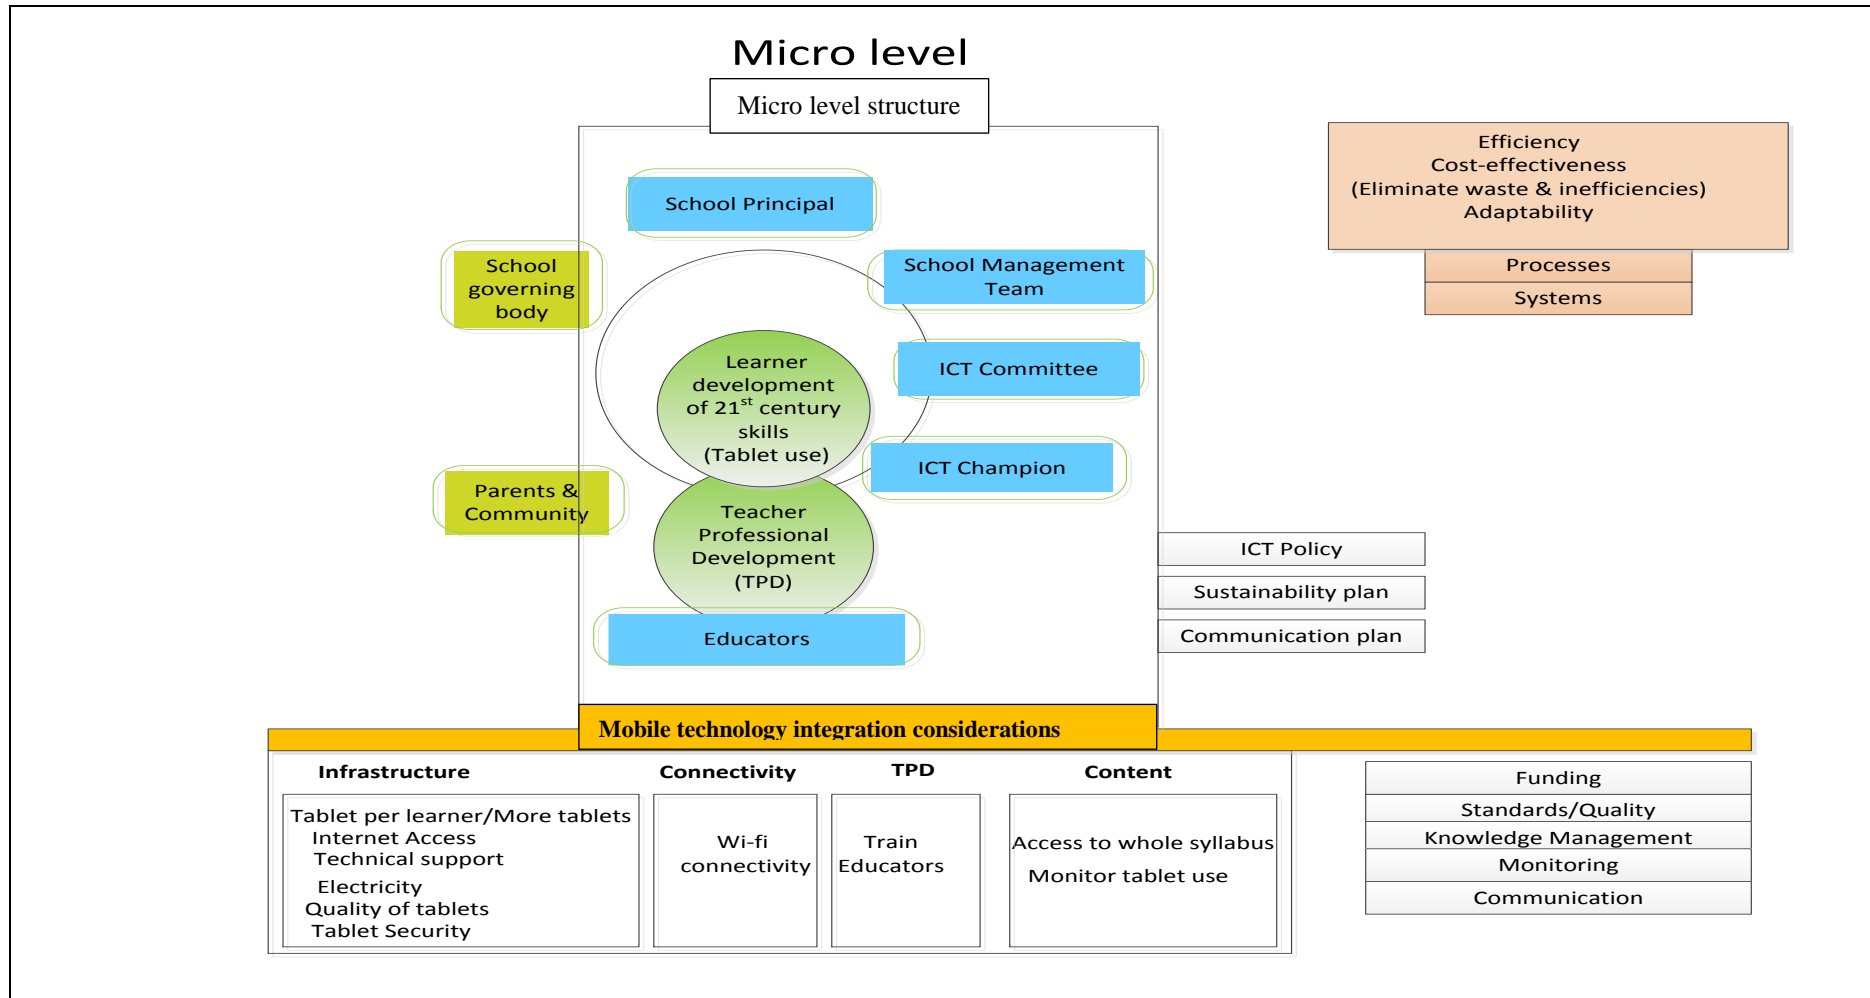 Micro level
Micro level structure
Efficiency
Cost-effectiveness
(Eliminate waste & inefficiencies)
Adaptability
Processes
Systems
School Principal
School
governing
body
School Management
Team
ICT Committee
Learner
development
of 21st century
skills
(Tablet use)
ICT Champion
Parents &
Community
Teacher
Professional
Development
(TPD)
ICT Policy
Sustainability plan
Communication plan
Educators
Mobile technology integration considerations
Infrastructure
Tablet per learner/More tablets
Internet Access
Technical support
Electricity
Quality of tablets
Tablet Security
Connectivity
Wi-fi
connectivity
TPD
Train
Educators
Content
Access to whole syllabus
Monitor tablet use
Funding
Standards/Quality
Knowledge Management
Monitoring
Communication